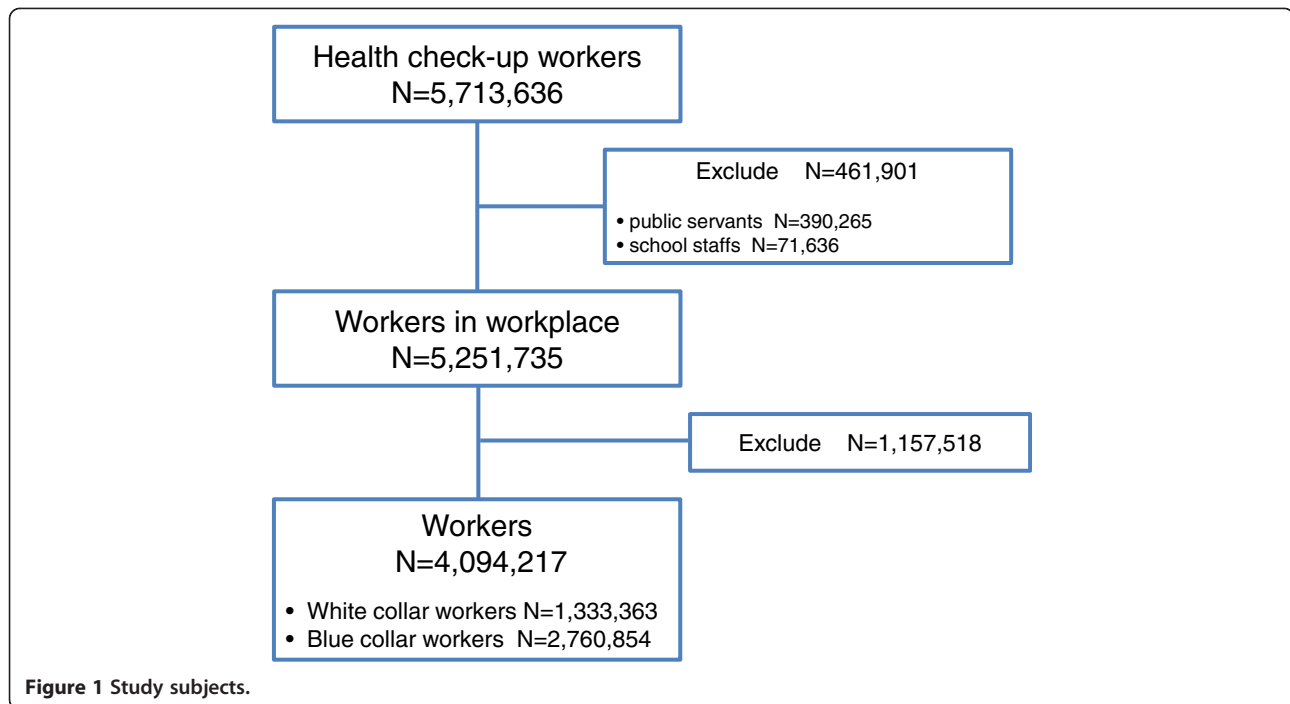 Health check-up workers
N=5,713,636
Exclude N=461,901
• public servants N=390,265
• school staffs N=71,636
Workers in workplace
N=5,251,735
Exclude N=1,157,518
Workers
N=4,094,217
• White collar workers N=1,333,363
• Blue collar workers N=2,760,854
Figure 1 Study subjects.